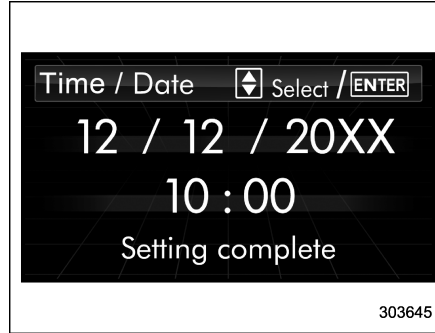 Time / Date Select / ENTER
12 / 12 / 20XX
10 : 00
Setting complete
303645